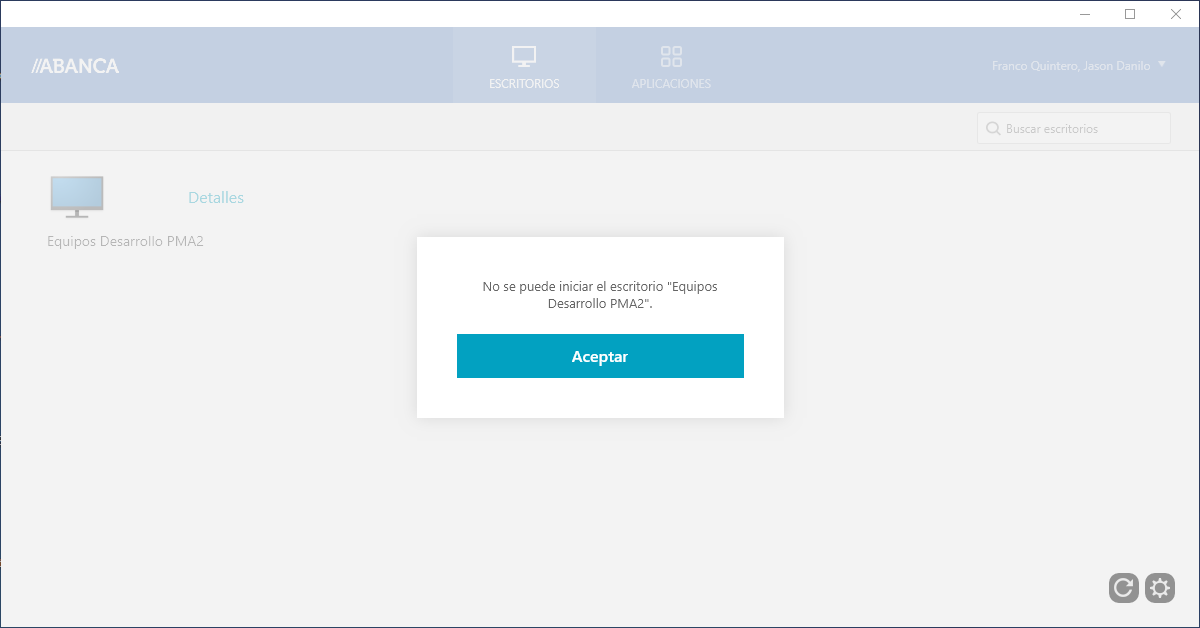 //ABANCA
ESCRITORIOS
APLICACIONES
Franco Quintero, Jason Danilo
Buscar escritorios
Detalles
Equipos Desarrollo PMA2
No se puede iniciar el escritorio "Equipos
Desarrollo PMA2".
Aceptar